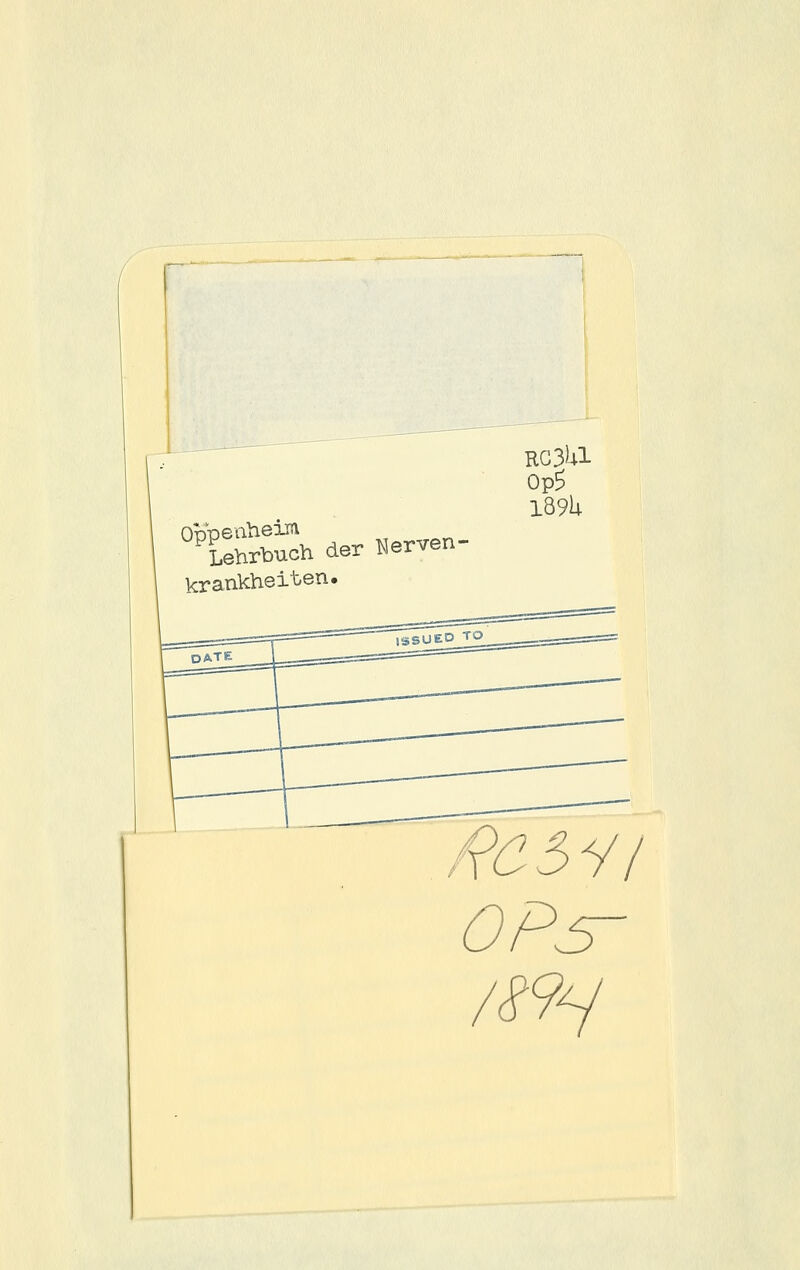 RC341
Op5
1894
Oppenheim
Lehrbuch der Nerven-
krankheiten.
DATE ISSUED TO
RC341
OP5
1894